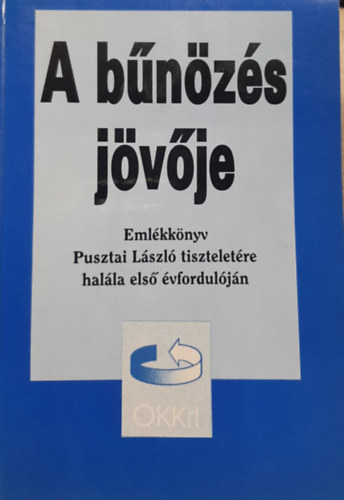 A bűnözés
jövője
Emlékkönyv
Pusztai László tiszteletére
halála első évfordulóján
OKKrI